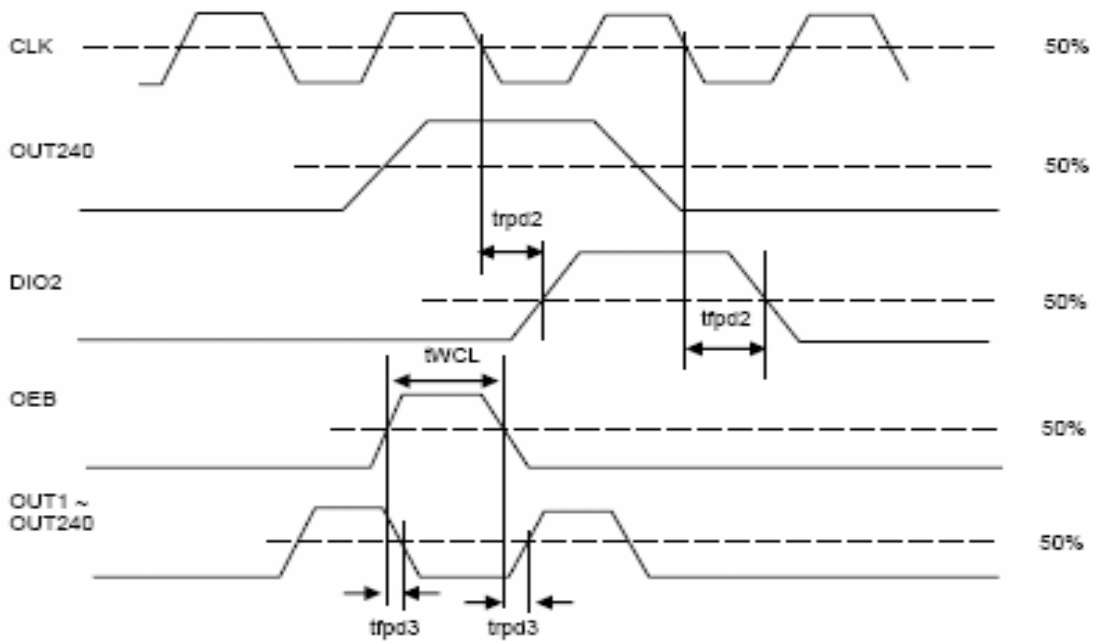 CLK 50%
OUT240 50%
trpd2
DIO2 50%
tfpd2
tWCL
OEB 50%
OUT1 ~
OUT240 50%
tfpd3 trpd3